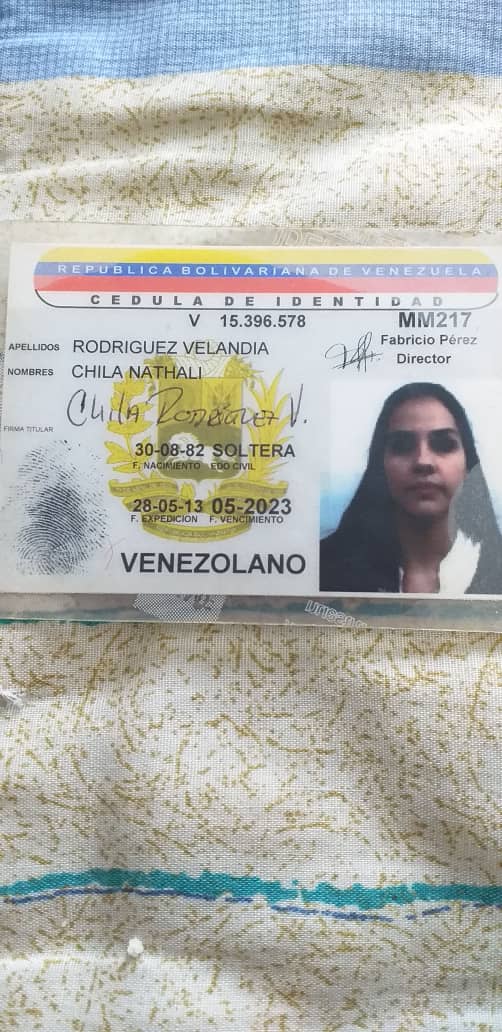 REPUBLICA BOLIVARIANA DE VENEZUELA
CEDULA DE IDENTIDAD
V 15.396.578 MM217
APELLIDOS RODRIGUEZ VELANDIA Fabricio Pérez
Director
NOMBRES CHILA NATHALI
Chila Rodriguez V.
FIRMA TITULAR
30-08-82 SOLTERA
F. NACIMIENTO EDO CIVIL
28-05-13 05-2023
F. EXPEDICION F. VENCIMIENTO
VENEZOLANO